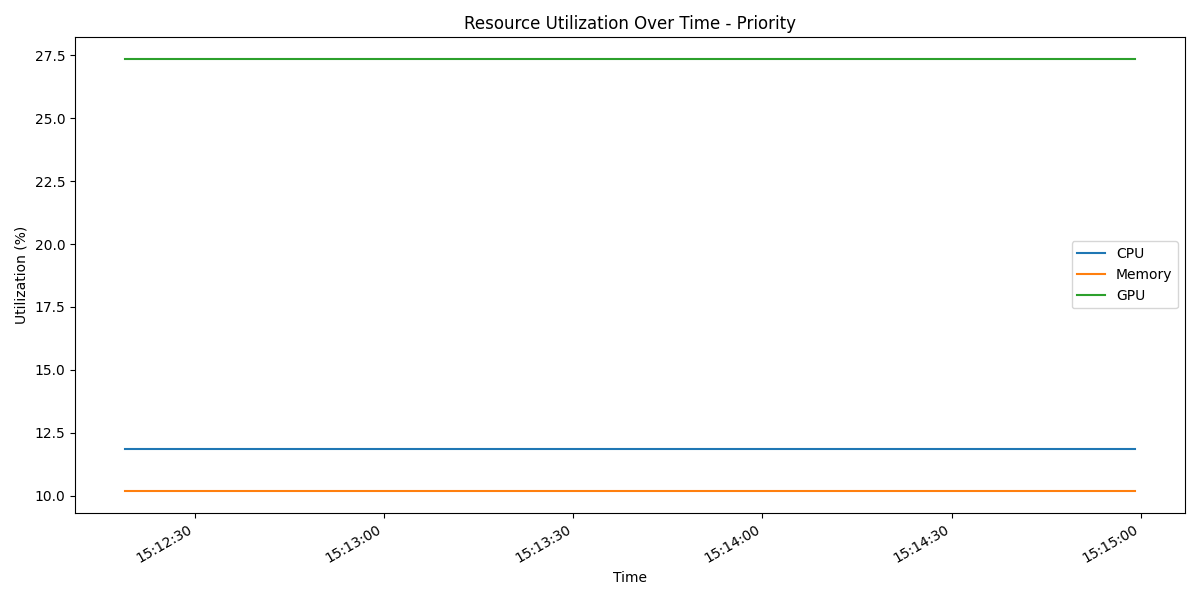 Resource Utilization Over Time - Priority
27.5
25.0
22.5
20.0
17.5
15.0
12.5
10.0
Utilization (%)
CPU
Memory
GPU
15:12:30
15:13:00
15:13:30
15:14:00
15:14:30
15:15:00
Time